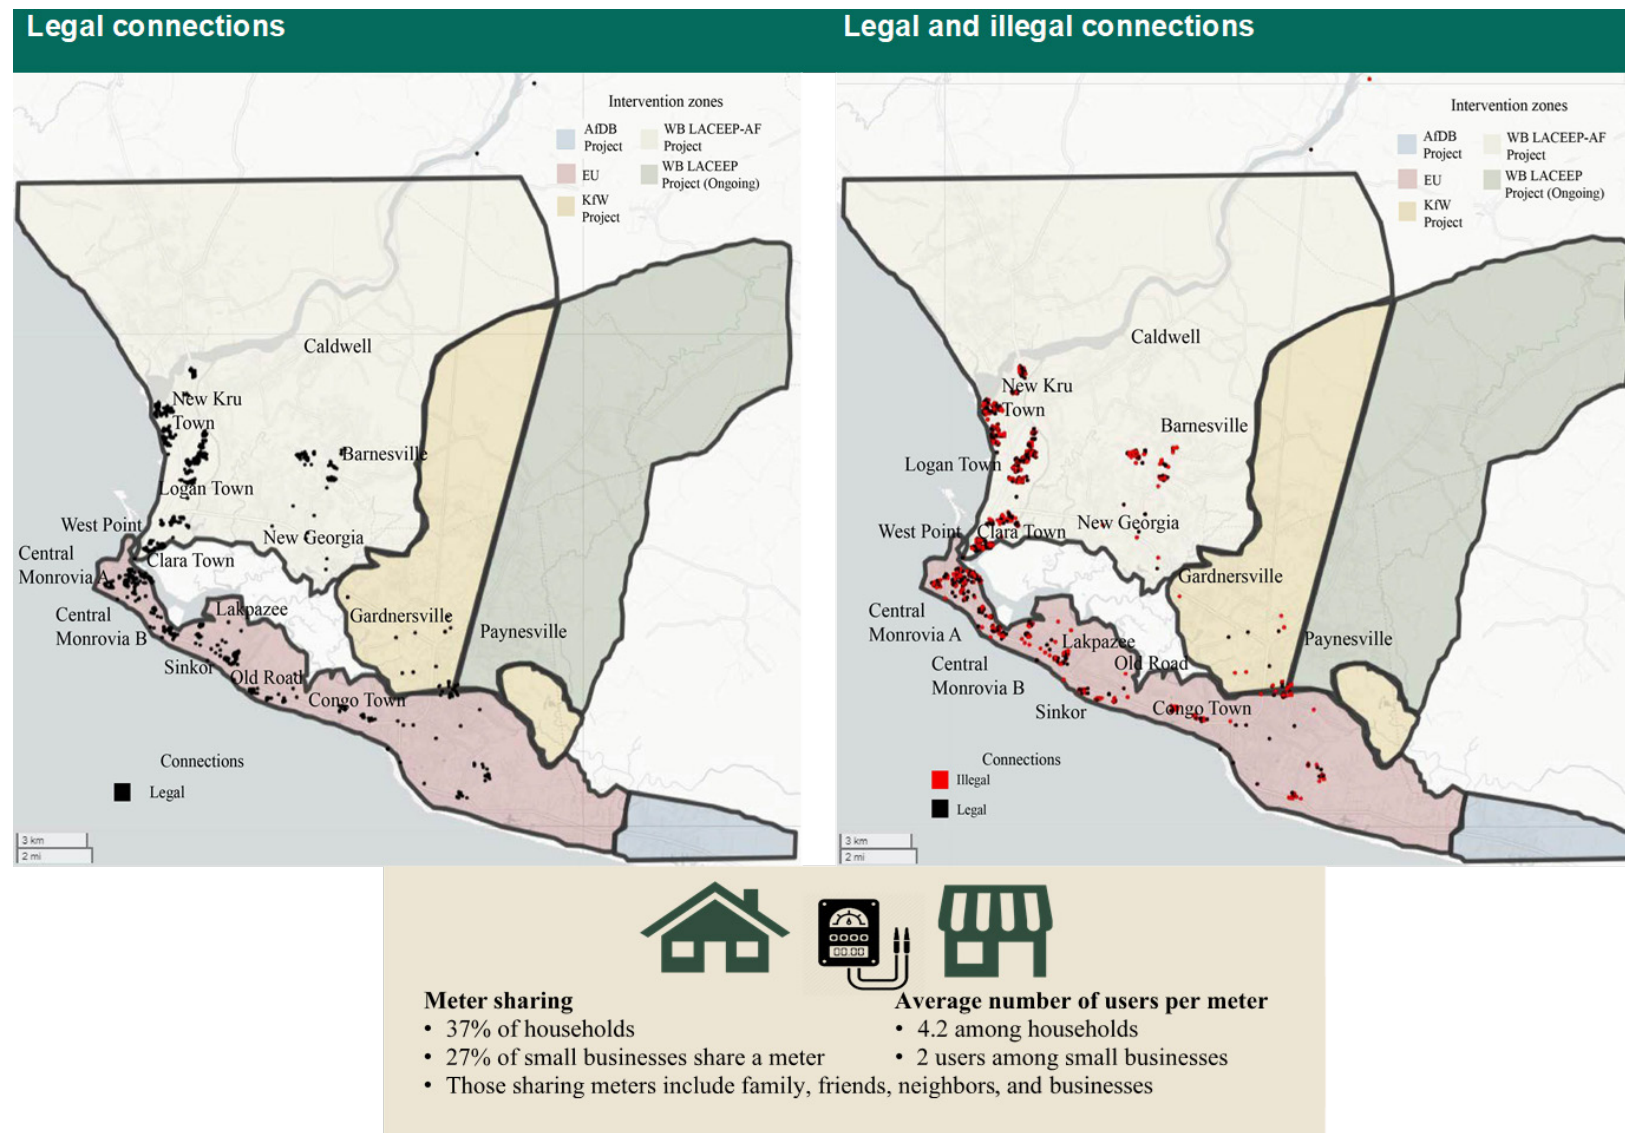 Legal connections
Legal and illegal connections
Intervention zones
AfDB
Project
WB LACEEP-AF
Project
EU
WB LACEEP
Project (Ongoing)
KfW
Project
Caldwell
New Kru
Town
Barnesville
Logan Town
West Point
New Georgia
Central
Monrovia A
Clara Town
Central
Monrovia B
Lakpazee
Gardnersville
Paynesville
Sinkor
Old Road
Congo Town
Connections
Legal
3 km
2 mi
Intervention zones
AfDB
Project
WB LACEEP-AF
Project
EU
WB LACEEP
Project (Ongoing)
KfW
Project
Caldwell
New Kru
Town
Barnesville
Logan Town
West Point
Clara Town
New Georgia
Gardnersville
Central
Monrovia A
Lakpazee
Paynesville
Central
Monrovia B
Old Road
Sinkor
Congo Town
Connections
Illegal
Legal
3 km
2 mi
Meter sharing
• 37% of households
• 27% of small businesses share a meter
• Those sharing meters include family, friends, neighbors, and businesses
Average number of users per meter
• 4.2 among households
• 2 users among small businesses